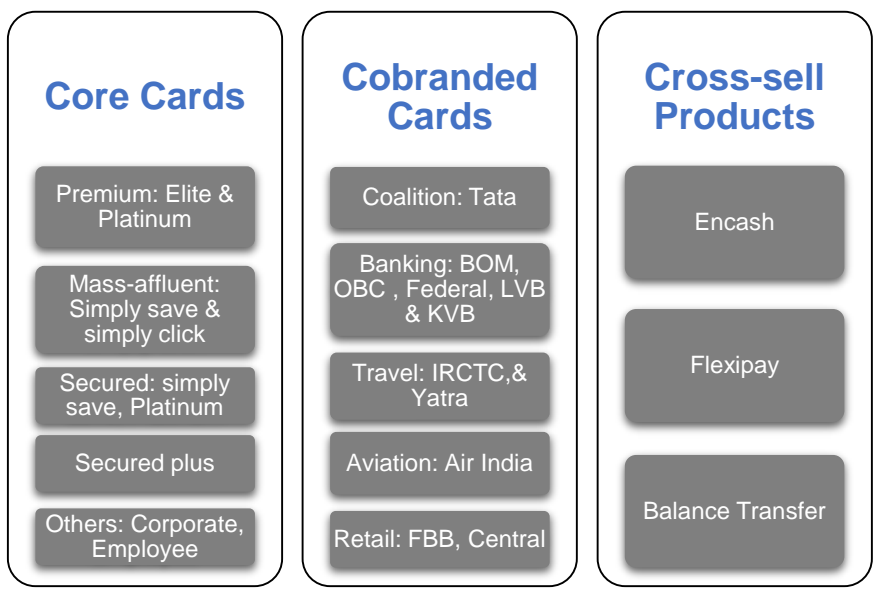 Core Cards
Premium: Elite &
Platinum
Mass-affluent:
Simply save &
simply click
Secured: simply
save, Platinum
Secured plus
Others: Corporate,
Employee
Cobranded
Cards
Coalition: Tata
Banking: BOM,
OBC , Federal, LVB
& KVB
Travel: IRCTC,&
Yatra
Aviation: Air India
Retail: FBB, Central
Cross-sell
Products
Encash
Flexipay
Balance Transfer